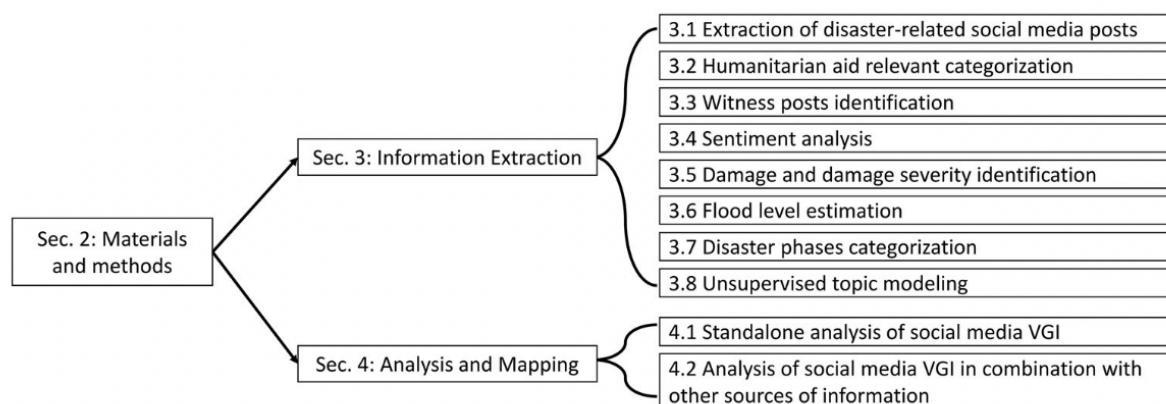 3.1 Extraction of disaster-related social media posts
3.2 Humanitarian aid relevant categorization
3.3 Witness posts identification
Sec. 3: Information Extraction
3.4 Sentiment analysis
3.5 Damage and damage severity identification
3.6 Flood level estimation
Sec. 2: Materials
and methods
3.7 Disaster phases categorization
3.8 Unsupervised topic modeling
Sec. 4: Analysis and Mapping
4.1 Standalone analysis of social media VGI
4.2 Analysis of social media VGI in combination with
other sources of information